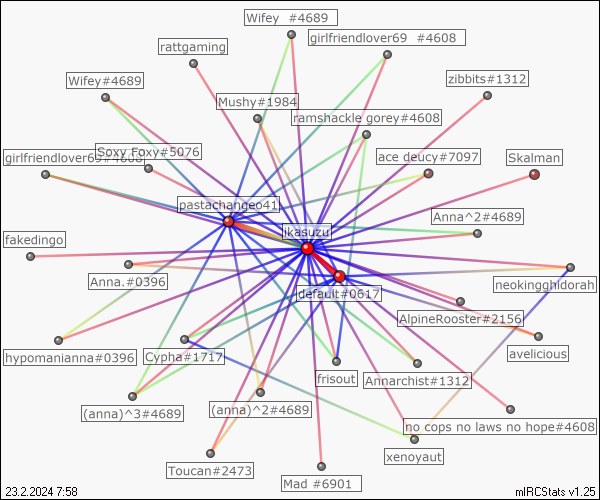 Wifey  #4689
girlfriendlover69  #4608
rattgaming
Wifey#4689
zibbits#1312
Mushy#1984
ramshackle gorey#4608
Soxy Foxy#5076
girlfriendlover69#4608
ace deucy#7097
Skalman
pastachangeo41
Anna^2#4689
ikasuzu
fakedingo
Anna.#0396
neokingghidorah
default#0617
AlpineRooster#2156
hypomanianna#0396
Cypha#1717
avelicious
frisout
Annarchist#1312
(anna)^3#4689
(anna)^2#4689
no cops no laws no hope#4608
xenoyaut
Toucan#2473
Mad #6901
23.2.2024 7:58
mIRCStats v1.25